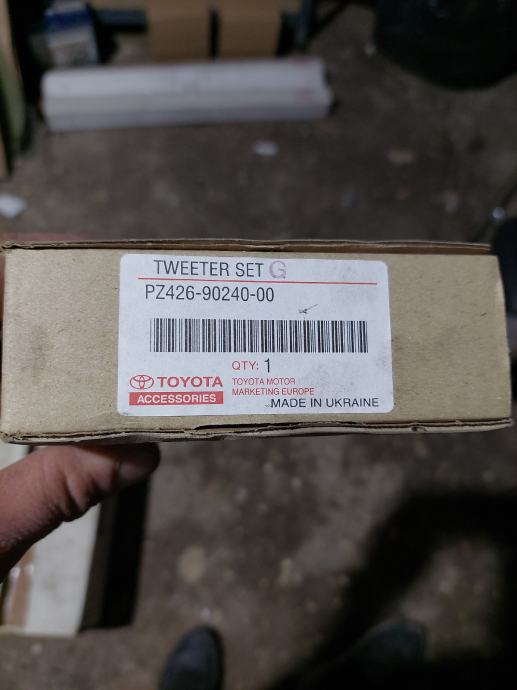 TWEETER SET G
PZ426-90240-00
QTY: 1
TOYOTA
ACCESSORIES
TOYOTA MOTOR
MARKETING EUROPE
MADE IN UKRAINE